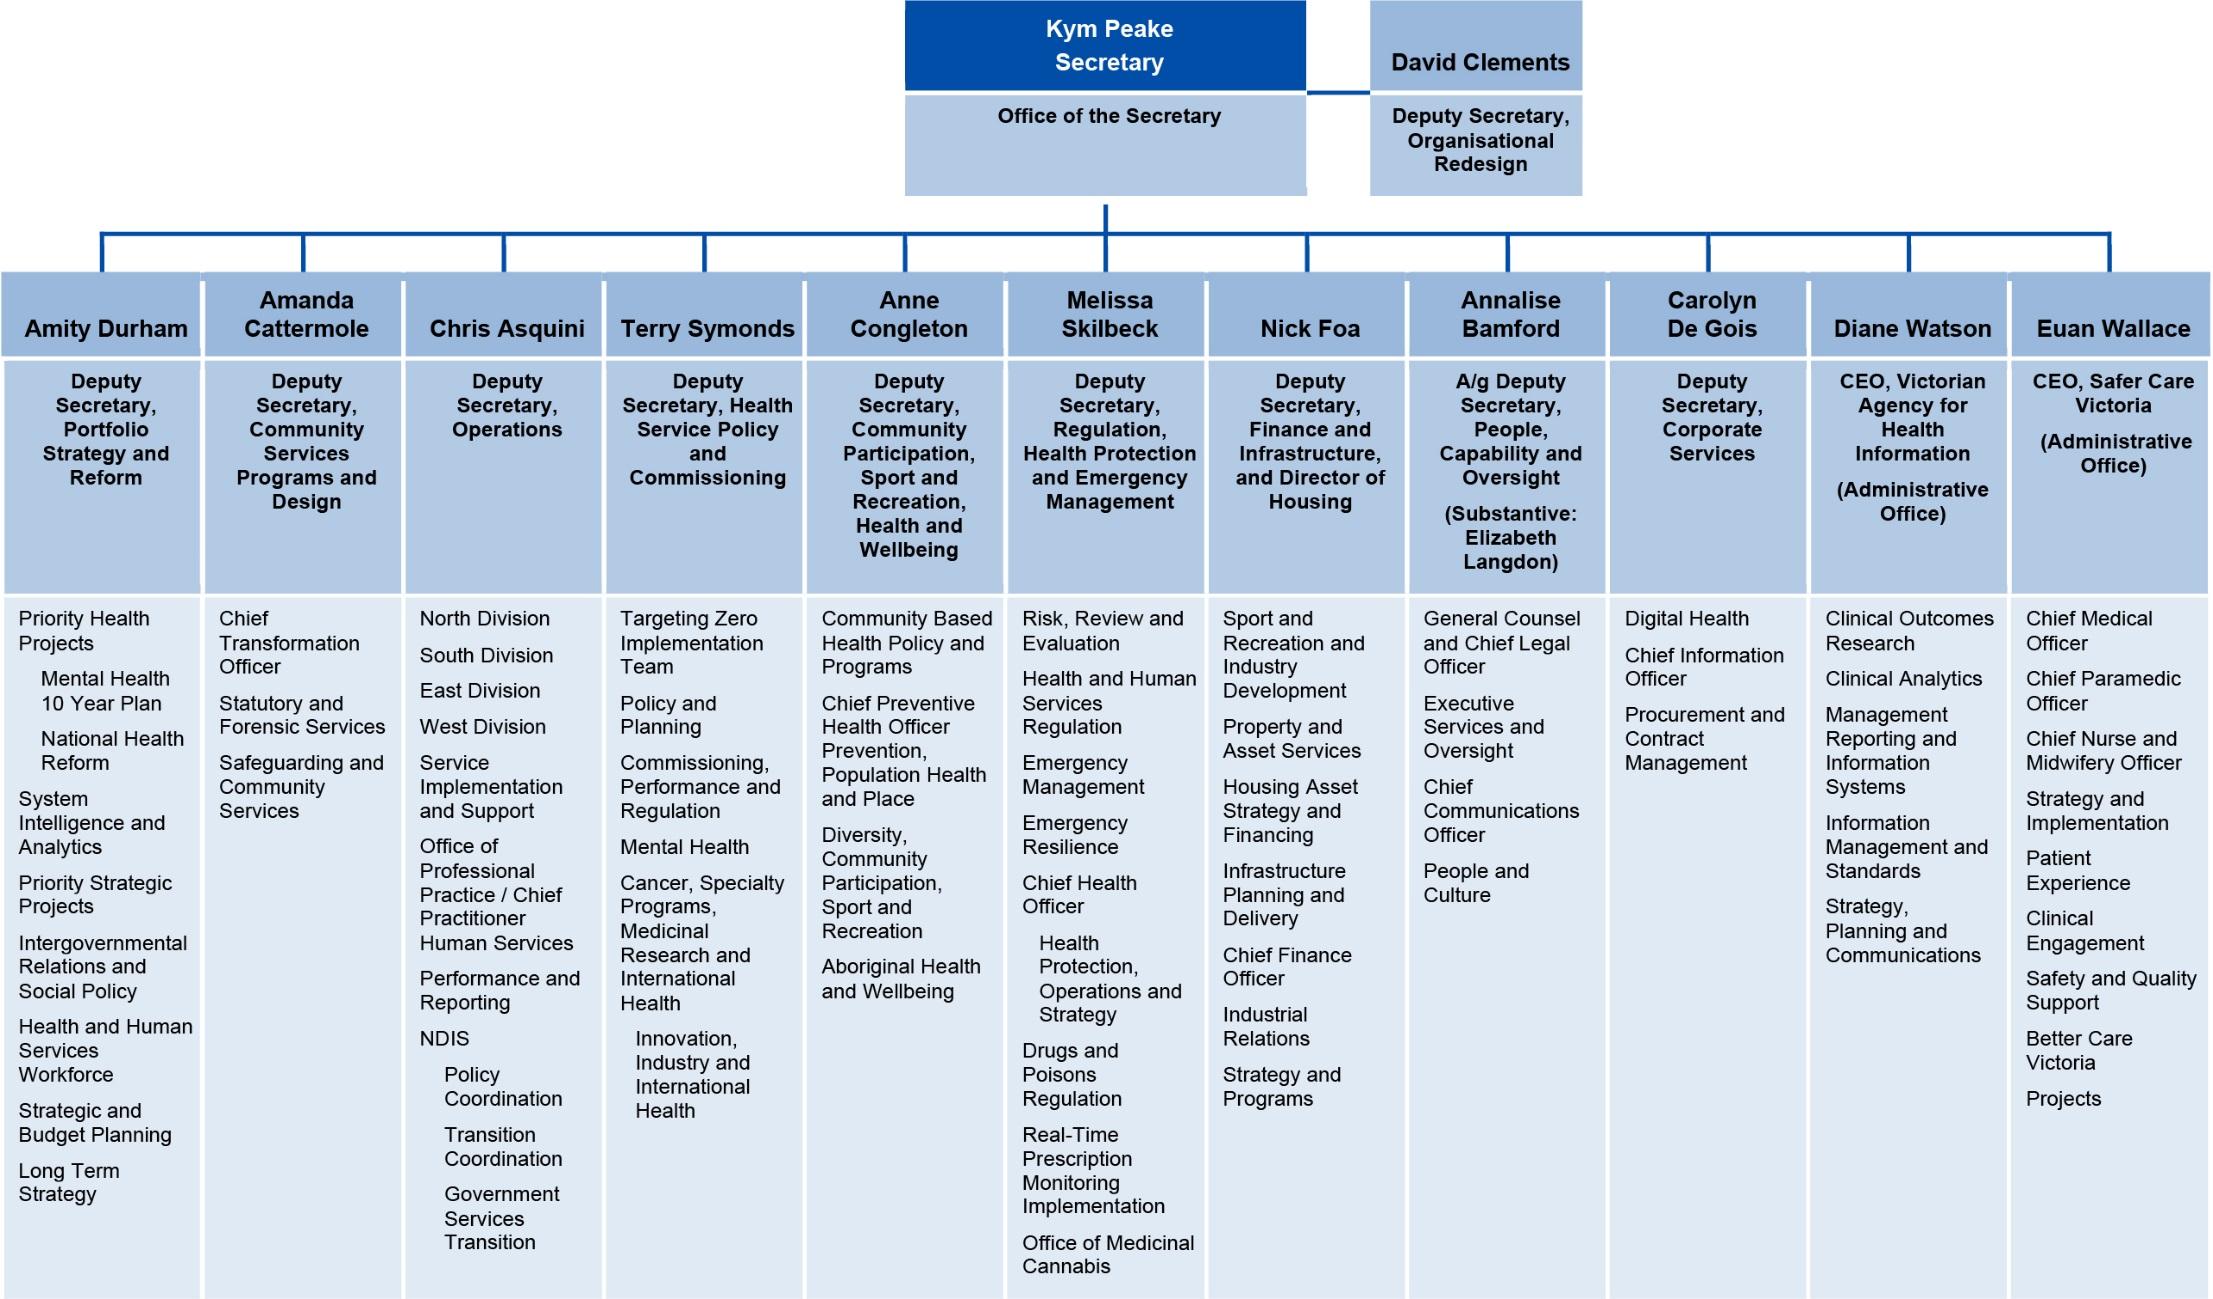 Kym Peake
Secretary
Office of the Secretary
David Clements
Deputy Secretary,
Organisational
Redesign
Amity Durham
Deputy
Secretary,
Portfolio
Strategy and
Reform
Priority Health
Projects
Mental Health
10 Year Plan
National Health
Reform
System
Intelligence and
Analytics
Priority Strategic
Projects
Intergovernmental
Relations and
Social Policy
Health and Human
Services
Workforce
Strategic and
Budget Planning
Long Term
Strategy
Amanda
Cattermole
Deputy
Secretary,
Community
Services
Programs and
Design
Chief
Transformation
Officer
Statutory and
Forensic Services
Safeguarding and
Community
Services
Chris Asquini
Deputy
Secretary,
Operations
North Division
South Division
East Division
West Division
Service
Implementation
and Support
Office of
Professional
Practice / Chief
Practitioner
Human Services
Performance and
Reporting
NDIS
Policy
Coordination
Transition
Coordination
Government
Services
Transition
Terry Symonds
Deputy
Secretary, Health
Service Policy
and
Commissioning
Targeting Zero
Implementation
Team
Policy and
Planning
Commissioning,
Performance and
Regulation
Mental Health
Cancer, Specialty
Programs,
Medicinal
Research and
International
Health
Innovation,
Industry and
International
Health
Anne
Congleton
Deputy
Secretary,
Community
Participation,
Sport and
Recreation,
Health and
Wellbeing
Community Based
Health Policy and
Programs
Chief Preventive
Health Officer
Prevention,
Population Health
and Place
Diversity,
Community
Participation,
Sport and
Recreation
Aboriginal Health
and Wellbeing
Melissa
Skilbeck
Deputy
Secretary,
Regulation,
Health Protection
and Emergency
Management
Risk, Review and
Evaluation
Health and Human
Services
Regulation
Emergency
Management
Emergency
Resilience
Chief Health
Officer
Health
Protection,
Operations and
Strategy
Drugs and
Poisons
Regulation
Real-Time
Prescription
Monitoring
Implementation
Office of Medicinal
Cannabis
Nick Foa
Deputy
Secretary,
Finance and
Infrastructure,
and Director of
Housing
Sport and
Recreation and
Industry
Development
Property and
Asset Services
Housing Asset
Strategy and
Financing
Infrastructure
Planning and
Delivery
Chief Finance
Officer
Industrial
Relations
Strategy and
Programs
Annalise
Bamford
A/g Deputy
Secretary,
People,
Capability and
Oversight
(Substantive:
Elizabeth
Langdon)
General Counsel
and Chief Legal
Officer
Executive
Services and
Oversight
Chief
Communications
Officer
People and
Culture
Carolyn
De Gois
Deputy
Secretary,
Corporate
Services
Digital Health
Chief Information
Officer
Procurement and
Contract
Management
Diane Watson
CEO, Victorian
Agency for
Health
Information
(Administrative
Office)
Clinical Outcomes
Research
Clinical Analytics
Management
Reporting and
Information
Systems
Information
Management and
Standards
Strategy,
Planning and
Communications
Euan Wallace
CEO, Safer Care
Victoria
(Administrative
Office)
Chief Medical
Officer
Chief Paramedic
Officer
Chief Nurse and
Midwifery Officer
Strategy and
Implementation
Patient
Experience
Clinical
Engagement
Safety and Quality
Support
Better Care
Victoria
Projects